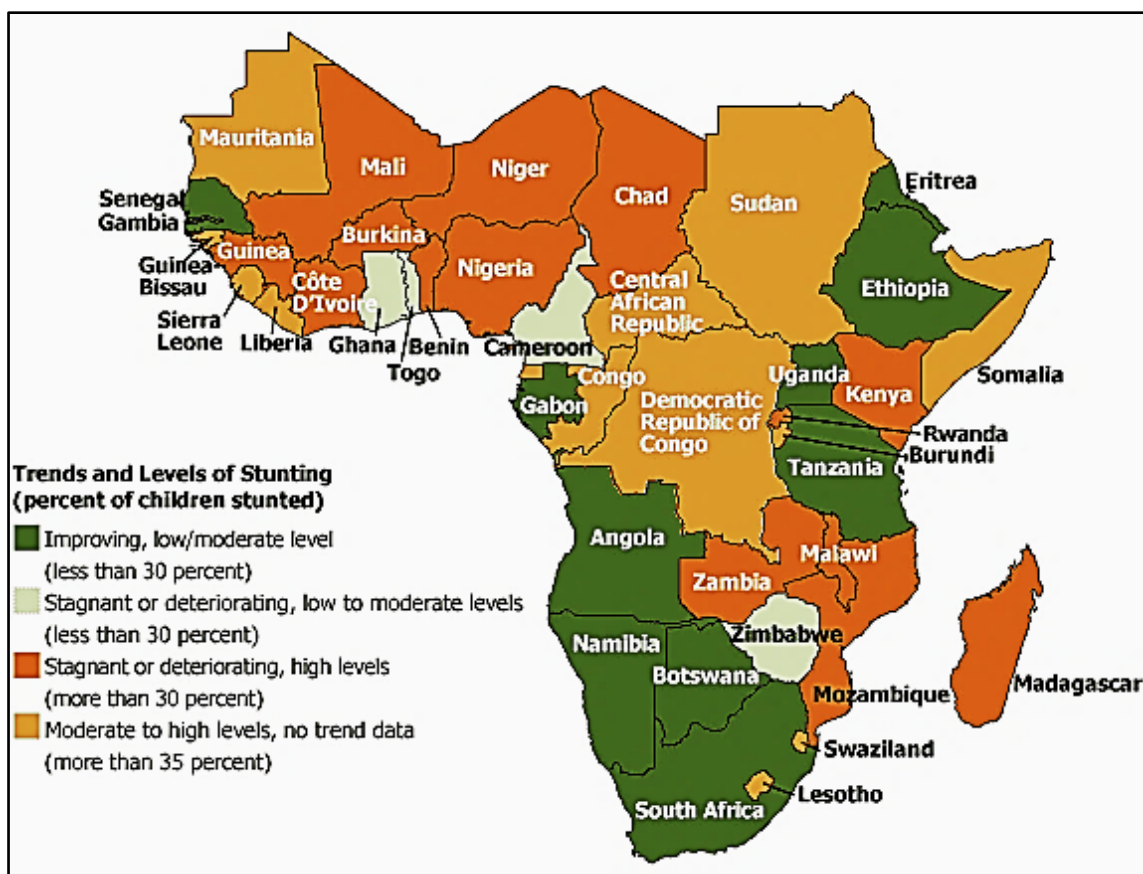 Mauritania
Mali
Niger
Chad
Sudan
Eritrea
Senegal
Gambia
Guinea
Burkina
Nigeria
Ethiopia
Guinea-
Bissau
Côte
D'Ivoire
Central
African
Republic
Sierra
Leone
Liberia
Ghana
Togo
Benin
Cameroon
Somalia
Uganda
Kenya
Congo
Gabon
Democratic
Republic of
Congo
Rwanda
Burundi
Tanzania
Trends and Levels of Stunting
(percent of children stunted)
Improving, low/moderate level
(less than 30 percent)
Stagnant or deteriorating, low to moderate levels
(less than 30 percent)
Stagnant or deteriorating, high levels
(more than 30 percent)
Moderate to high levels, no trend data
(more than 35 percent)
Angola
Malawi
Zambia
Zimbabwe
Namibia
Botswana
Mozambique
Madagascar
Swaziland
Lesotho
South Africa